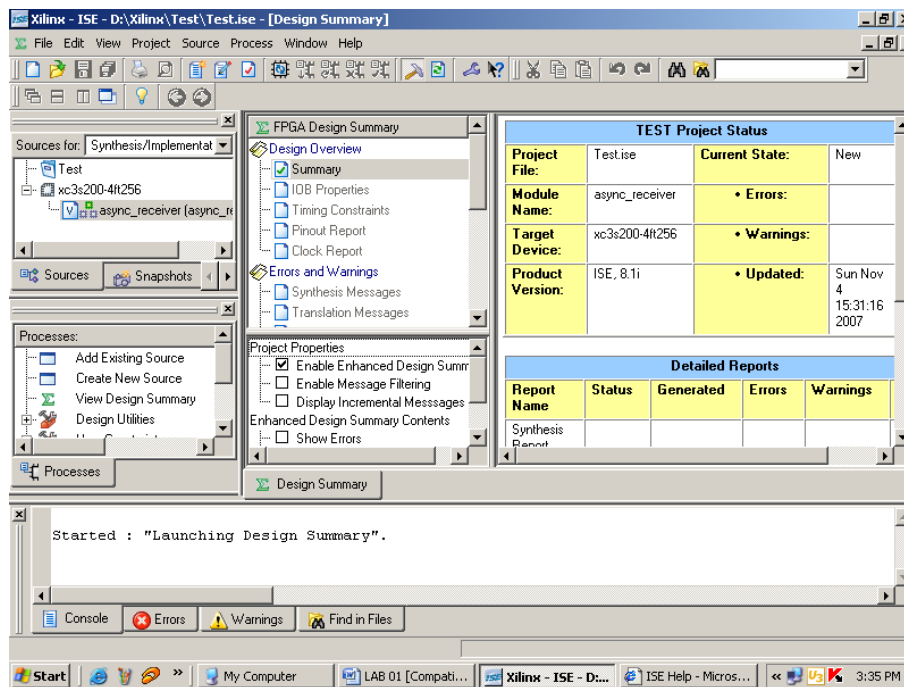 Xilinx - ISE - D:\Xilinx\Test\Test.ise - [Design Summary]
File Edit View Project Source Process Window Help
Sources for: Synthesis/Implementat
Test
xc3s200-4ft256
async_receiver (async_re
Sources Snapshots
Processes:
Add Existing Source
Create New Source
View Design Summary
Design Utilities
Processes
FPGA Design Summary
Design Overview
Summary
IOB Properties
Timing Constraints
Pinout Report
Clock Report
Errors and Warnings
Synthesis Messages
Translation Messages
Project Properties
Enable Enhanced Design Summ
Enable Message Filtering
Display Incremental Messsages
Enhanced Design Summary Contents
Show Errors
Design Summary
TEST Project Status
Project File: Test.ise Current State: New
Module Name: async_receiver • Errors:
Target Device: xc3s200-4ft256 • Warnings:
Product Version: ISE, 8.1i • Updated: Sun Nov 4 15:31:16 2007
Detailed Reports
Report Name Status Generated Errors Warnings
Synthesis Report
Started : "Launching Design Summary".
Console Errors Warnings Find in Files
Start » My Computer LAB 01 [Compati... Xilinx - ISE - D:... ISE Help - Micros... « 3:35 PM